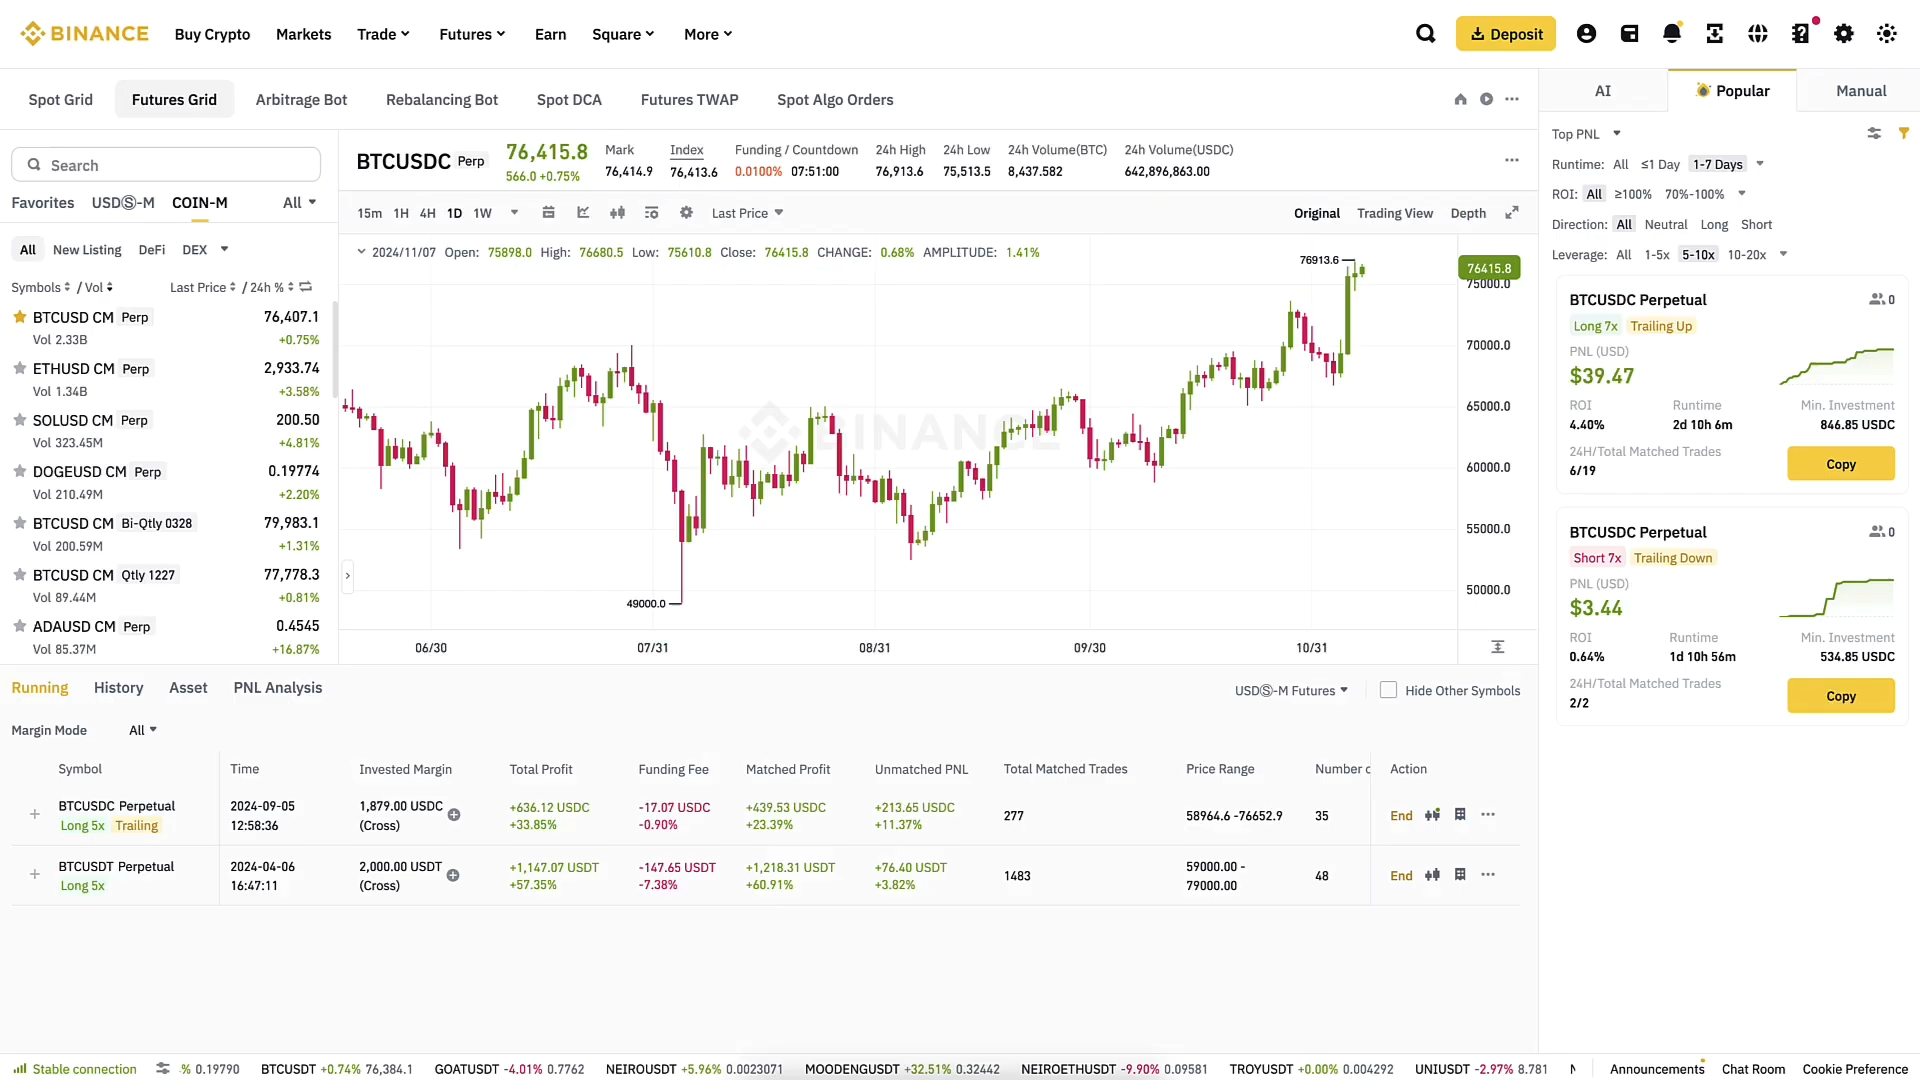 BINANCE
Buy Crypto Markets Trade Futures Earn Square More
Deposit
Spot Grid Futures Grid Arbitrage Bot Rebalancing Bot Spot DCA Futures TWAP Spot Algo Orders
Search
Favorites USDⓈ-M COIN-M All
All New Listing DeFi DEX
Symbols / Vol Last Price / 24h %
BTCUSD CM Perp 76,407.1
Vol 2.33B +0.75%
ETHUSD CM Perp 2,933.74
Vol 1.34B +3.58%
SOLUSD CM Perp 200.50
Vol 323.45M +4.81%
DOGEUSD CM Perp 0.19774
Vol 210.49M +2.20%
BTCUSD CM Bi-Qtly 0328 79,983.1
Vol 200.59M +1.31%
BTCUSD CM Qtly 1227 77,778.3
Vol 89.44M +0.81%
ADAUSD CM Perp 0.4545
Vol 85.37M +16.87%
BTCUSDC Perp
76,415.8
566.0 +0.75%
Mark
76,414.9
Index
76,413.6
Funding / Countdown
0.0100% 07:51:00
24h High
76,913.6
24h Low
75,513.5
24h Volume(BTC)
8,437.582
24h Volume(USDC)
642,896,863.00
15m 1H 4H 1D 1W Last Price Original Trading View Depth
2024/11/07 Open: 75898.0 High: 76680.5 Low: 75610.8 Close: 76415.8 CHANGE: 0.68% AMPLITUDE: 1.41%
76913.6
76415.8
75000.0
70000.0
65000.0
BINANCE
60000.0
55000.0
50000.0
49000.0
06/30 07/31 08/31 09/30 10/31
AI Popular Manual
Top PNL
Runtime: All ≤1 Day 1-7 Days
ROI: All ≥100% 70%-100%
Direction: All Neutral Long Short
Leverage: All 1-5x 5-10x 10-20x
BTCUSDC Perpetual 0
Long 7x Trailing Up
PNL (USD)
$39.47
ROI Runtime Min. Investment
4.40% 2d 10h 6m 846.85 USDC
24H/Total Matched Trades
6/19
Copy
BTCUSDC Perpetual 0
Short 7x Trailing Down
PNL (USD)
$3.44
ROI Runtime Min. Investment
0.64% 1d 10h 56m 534.85 USDC
24H/Total Matched Trades
2/2
Copy
Running History Asset PNL Analysis
USDⓈ-M Futures Hide Other Symbols
Margin Mode All
Symbol Time Invested Margin Total Profit Funding Fee Matched Profit Unmatched PNL Total Matched Trades Price Range Number Action
BTCUSDC Perpetual 2024-09-05 1,879.00 USDC +636.12 USDC -17.07 USDC +439.53 USDC +213.65 USDC 277 58964.6 -76652.9 35 End
Long 5x Trailing 12:58:36 (Cross) +33.85% -0.90% +23.39% +11.37%
BTCUSDT Perpetual 2024-04-06 2,000.00 USDT +1,147.07 USDT -147.65 USDT +1,218.31 USDT +76.40 USDT 1483 59000.00 - 48 End
Long 5x 16:47:11 (Cross) +57.35% -7.38% +60.91% +3.82% 79000.00
Stable connection % 0.19790 BTCUSDT +0.74% 76,384.1 GOATUSDT -4.01% 0.7762 NEIROUSDT +5.96% 0.0023071 MOODENGUSDT +32.51% 0.32442 NEIROETHUSDT -9.90% 0.09581 TROYUSDT +0.00% 0.004292 UNIUSDT -2.97% 8.781 Announcements Chat Room Cookie Preference